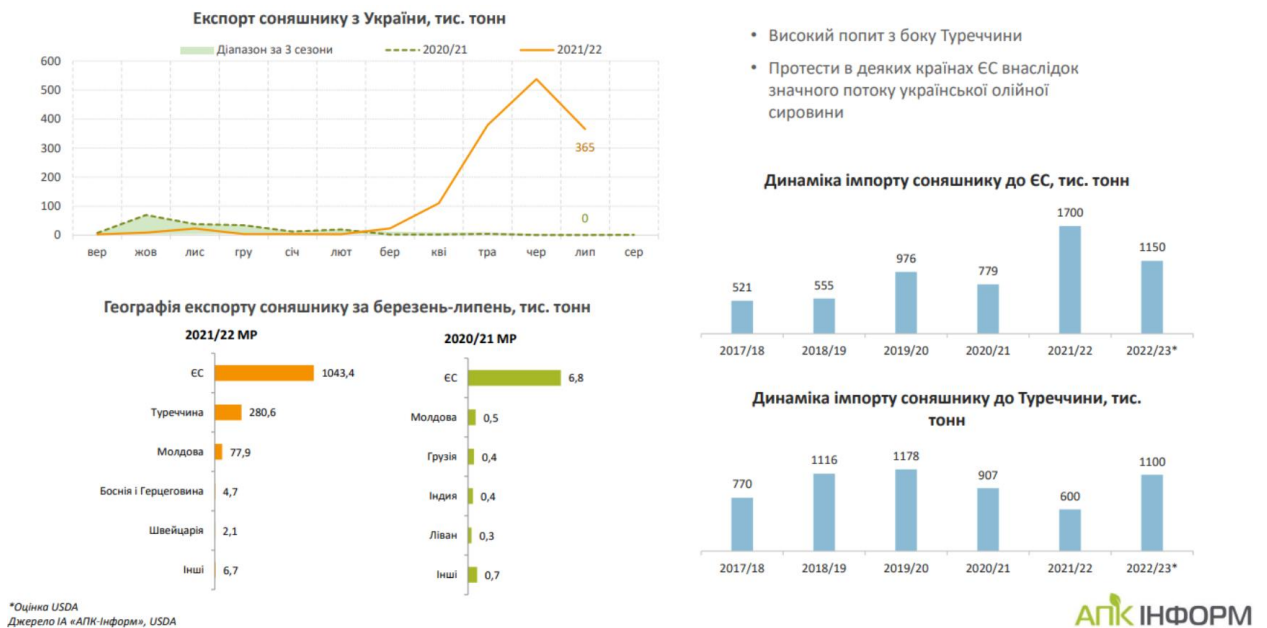 Експорт соняшнику з України, тис. тонн
Діапазон за 3 сезони 2020/21 2021/22
600
500
400
300
200
100
0
365
0
вер жов лис гру січ лют бер кві тра чер лип сер
Географія експорту соняшнику за березень-липень, тис. тонн
2021/22 МР
ЄС 1043,4
Туреччина 280,6
Молдова 77,9
Боснія і Герцеговина 4,7
Швейцарія 2,1
Інші 6,7
2020/21 МР
ЄС 6,8
Молдова 0,5
Грузія 0,4
Индия 0,4
Ліван 0,3
Інші 0,7
*Оцінка USDA
Джерело ІА «АПК-Інформ», USDA
• Високий попит з боку Туреччини
• Протести в деяких країнах ЄС внаслідок
значного потоку української олійної
сировини
Динаміка імпорту соняшнику до ЄС, тис. тонн
521 555 976 779 1700 1150
2017/18 2018/19 2019/20 2020/21 2021/22 2022/23*
Динаміка імпорту соняшнику до Туреччини, тис.
тонн
770 1116 1178 907 600 1100
2017/18 2018/19 2019/20 2020/21 2021/22 2022/23*
АПК ІНФОРМ